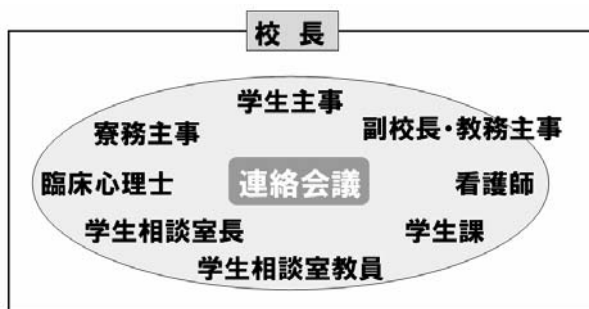 校 長
学生主事
寮務主事
副校長・教務主事
臨床心理士
連絡会議
看護師
学生相談室長
学生課
学生相談室教員